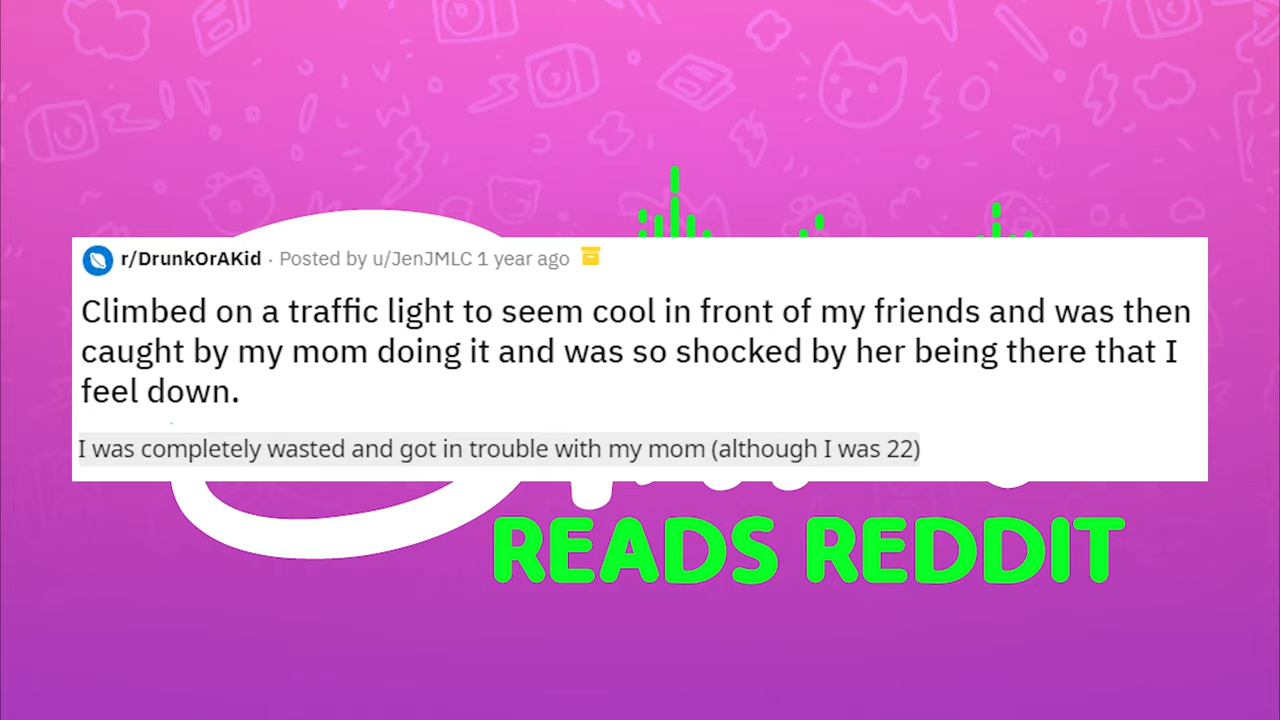 r/DrunkOrAKid · Posted by u/JenJMLC 1 year ago
Climbed on a traffic light to seem cool in front of my friends and was then
caught by my mom doing it and was so shocked by her being there that I
feel down.
I was completely wasted and got in trouble with my mom (although I was 22)
READS REDDIT